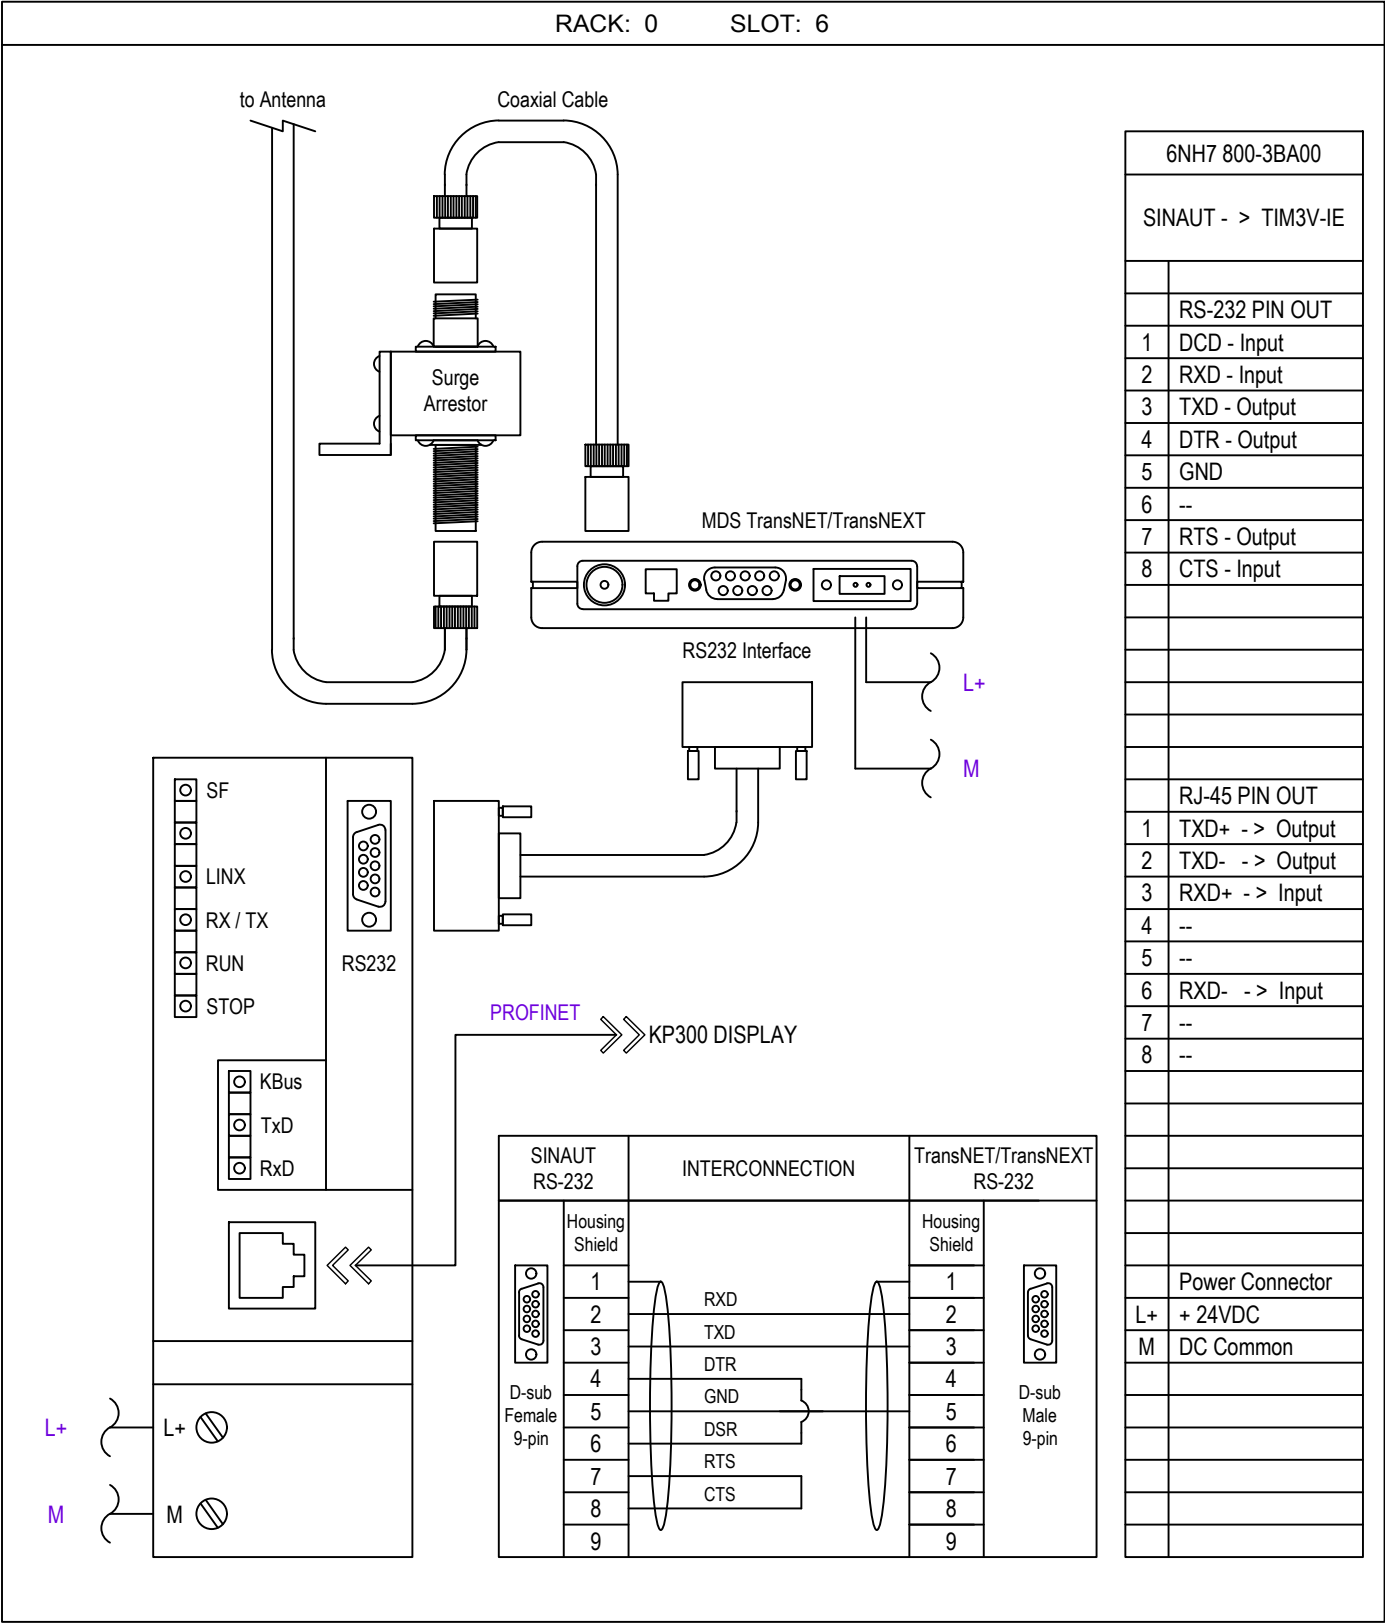 RACK: 0 SLOT: 6
to Antenna
Coaxial Cable
Surge
Arrestor
MDS TransNET/TransNEXT
RS232 Interface
L+
M
SF
LINX
RX / TX
RUN
STOP
RS232
KBus
TxD
RxD
PROFINET
KP300 DISPLAY
L+
L+
M
M
SINAUT
RS-232
INTERCONNECTION
TransNET/TransNEXT
RS-232
Housing
Shield
Housing
Shield
1 1
RXD
2 2
TXD
3 3
DTR
4 4
GND
5 5
DSR
6 6
RTS
7 7
CTS
8 8
9 9
D-sub
Female
9-pin
D-sub
Male
9-pin
6NH7 800-3BA00
SINAUT - > TIM3V-IE
RS-232 PIN OUT
1 DCD - Input
2 RXD - Input
3 TXD - Output
4 DTR - Output
5 GND
6 --
7 RTS - Output
8 CTS - Input
RJ-45 PIN OUT
1 TXD+ - > Output
2 TXD- - > Output
3 RXD+ - > Input
4 --
5 --
6 RXD- - > Input
7 --
8 --
Power Connector
L+ + 24VDC
M DC Common